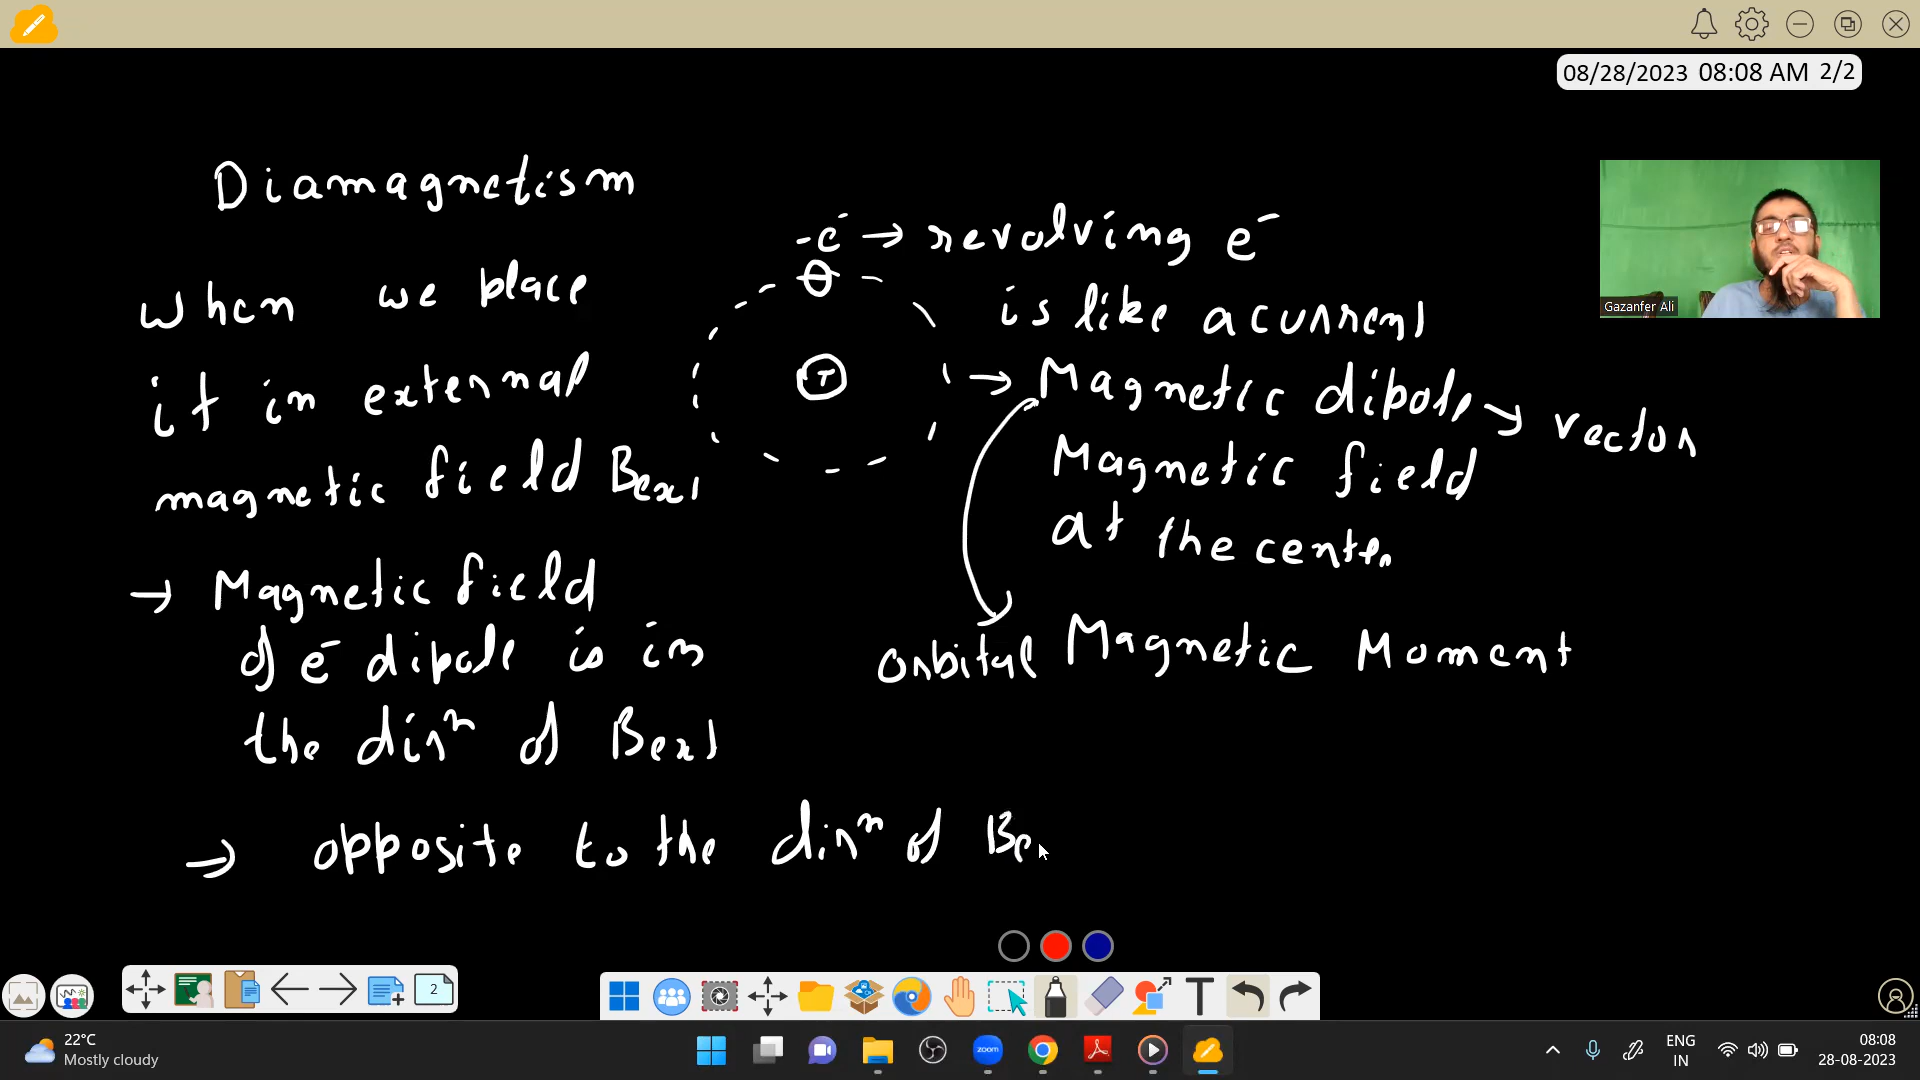 08/28/2023 08:08 AM 2/2
Diamagnetism
when we place
it in external
magnetic field Bext
→ Magnetic field
of e⁻ dipole is in
the dirⁿ of Bext
→ opposite to the dirⁿ of Be
-e → revolving e⁻
is like a current
→ Magnetic dipole → vector
Magnetic field
at the center
orbital Magnetic Moment
Gazanfer Ali
2
T
22°C
Mostly cloudy
zoom
ENG
IN
08:08
28-08-2023